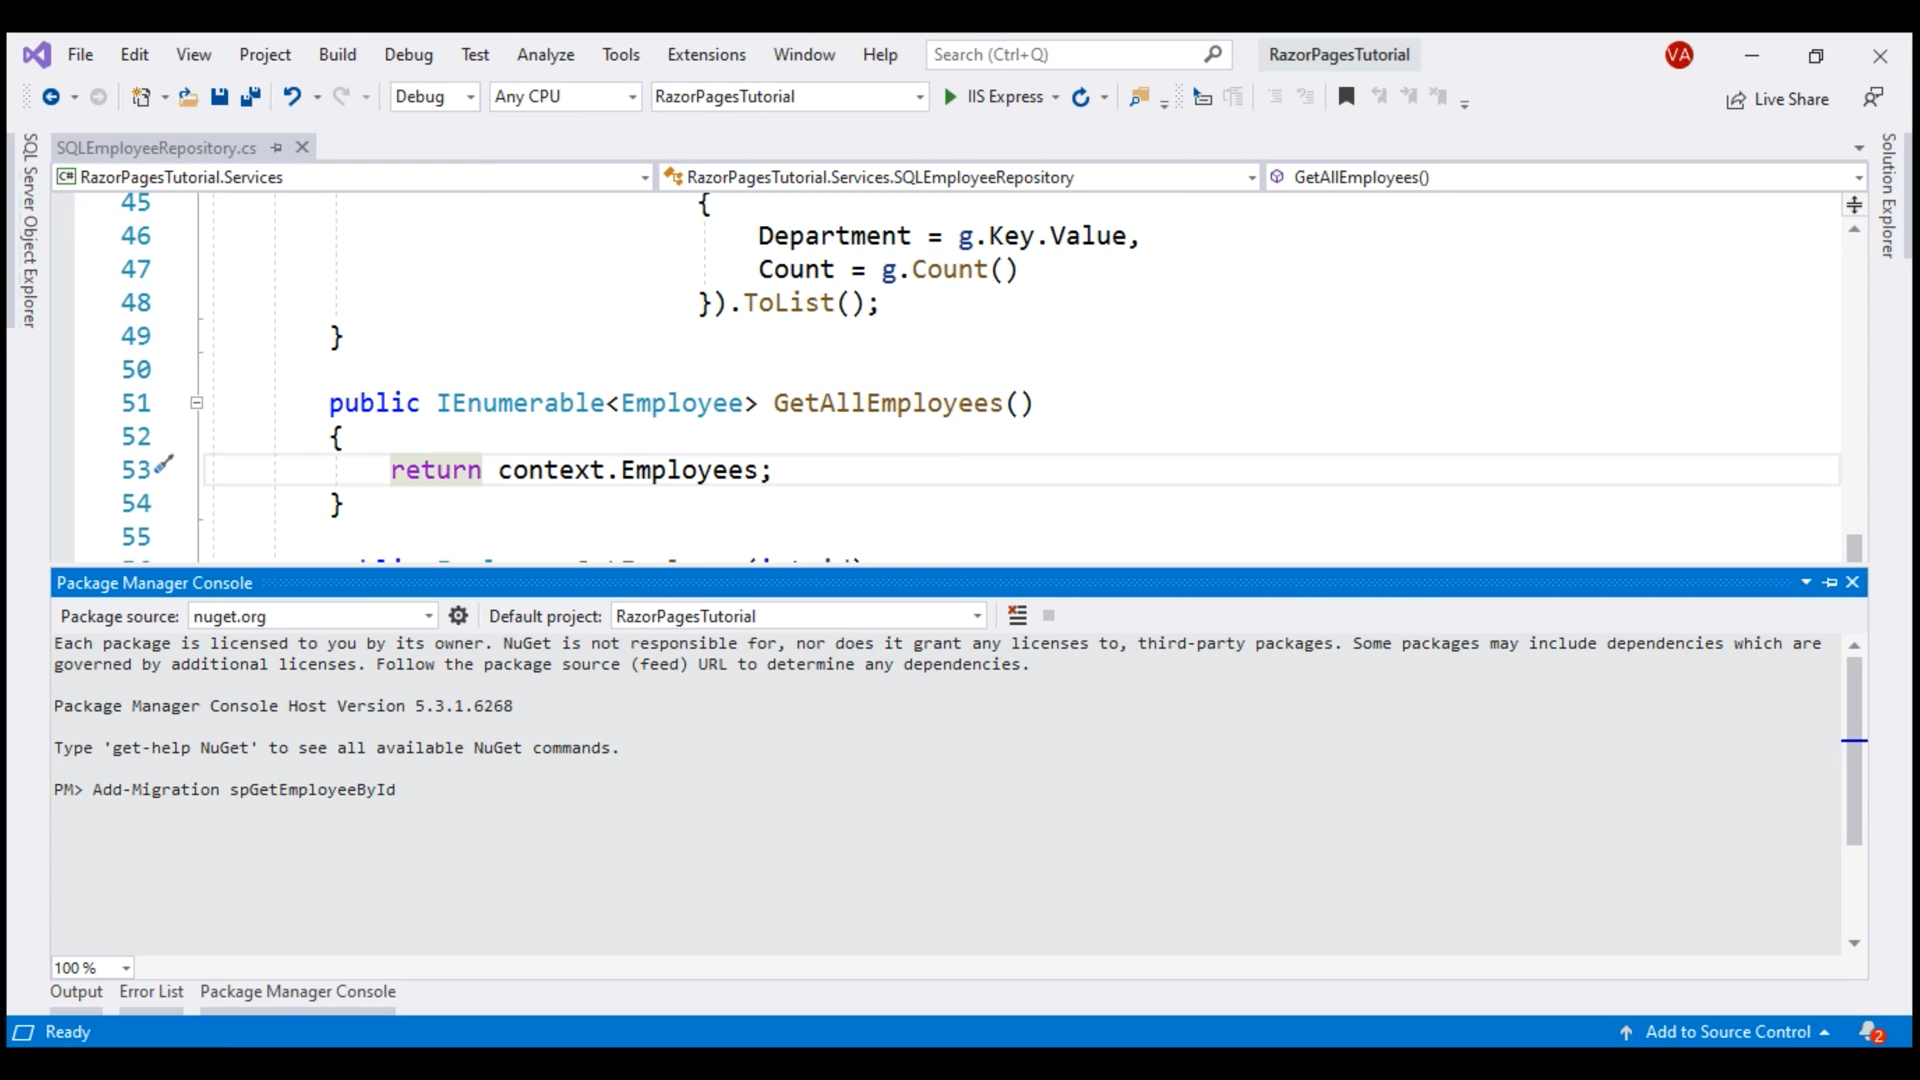 File Edit View Project Build Debug Test Analyze Tools Extensions Window Help Search (Ctrl+Q) RazorPagesTutorial VA
Debug Any CPU RazorPagesTutorial IIS Express Live Share
SQL Server Object Explorer
SQLEmployeeRepository.cs
Solution Explorer
C# RazorPagesTutorial.Services RazorPagesTutorial.Services.SQLEmployeeRepository GetAllEmployees()
45 {
46 Department = g.Key.Value,
47 Count = g.Count()
48 }).ToList();
49 }
50
51 public IEnumerable<Employee> GetAllEmployees()
52 {
53 return context.Employees;
54 }
55
Package Manager Console
Package source: nuget.org Default project: RazorPagesTutorial
Each package is licensed to you by its owner. NuGet is not responsible for, nor does it grant any licenses to, third-party packages. Some packages may include dependencies which are
governed by additional licenses. Follow the package source (feed) URL to determine any dependencies.
Package Manager Console Host Version 5.3.1.6268
Type 'get-help NuGet' to see all available NuGet commands.
PM> Add-Migration spGetEmployeeById
100 %
Output Error List Package Manager Console
Ready Add to Source Control 2